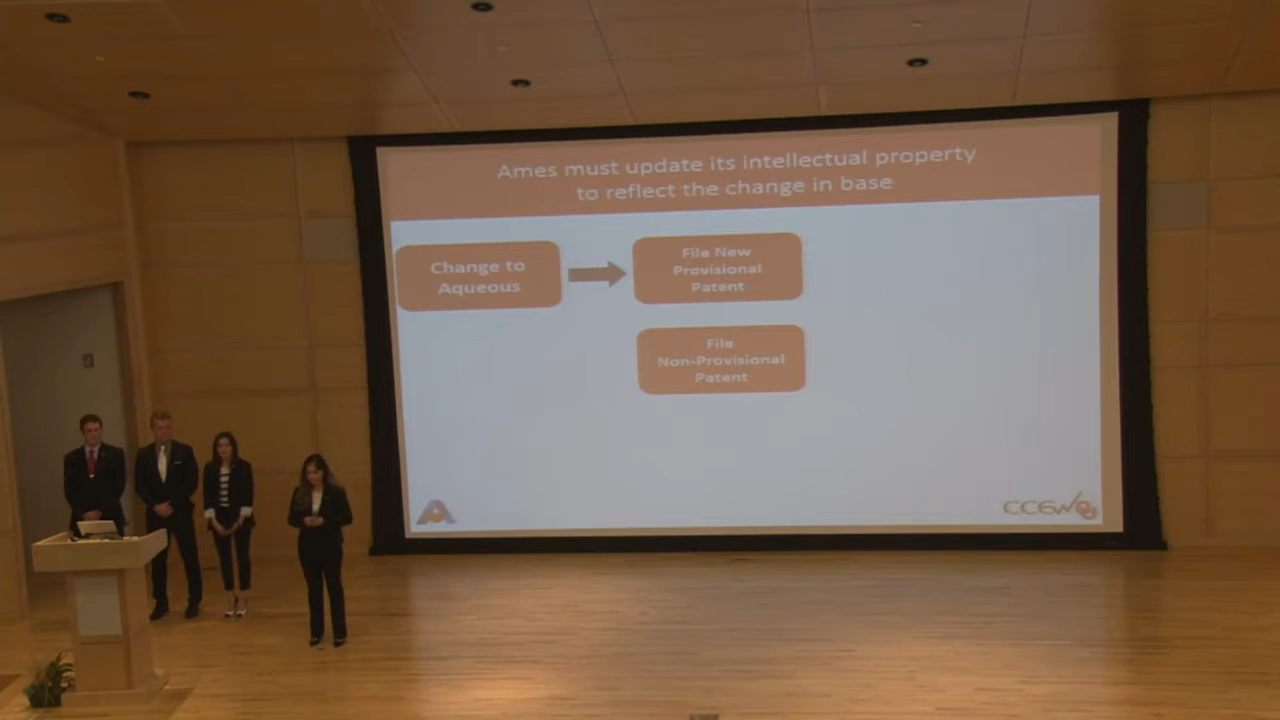 Ames must update its intellectual property
to reflect the change in base
Change to
Aqueous
File New
Provisional
Patent
File
Non-Provisional
Patent
CCEW
OU